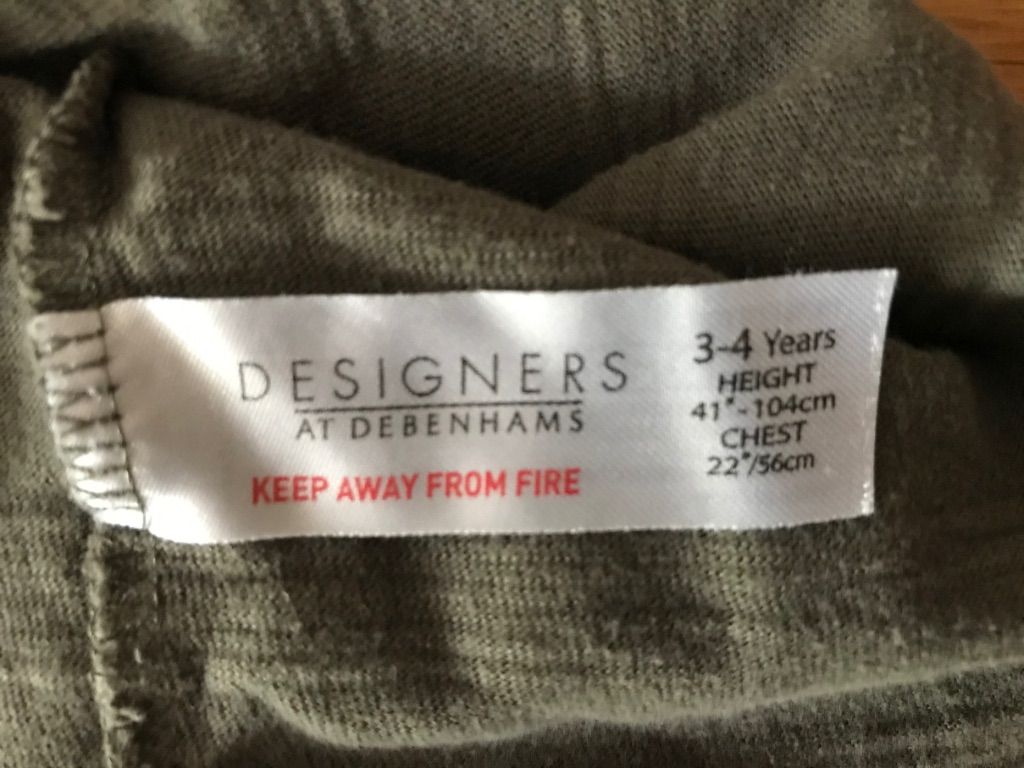 DESIGNERS
AT DEBENHAMS
KEEP AWAY FROM FIRE
3-4 Years
HEIGHT
41"-104cm
CHEST
22"/56cm